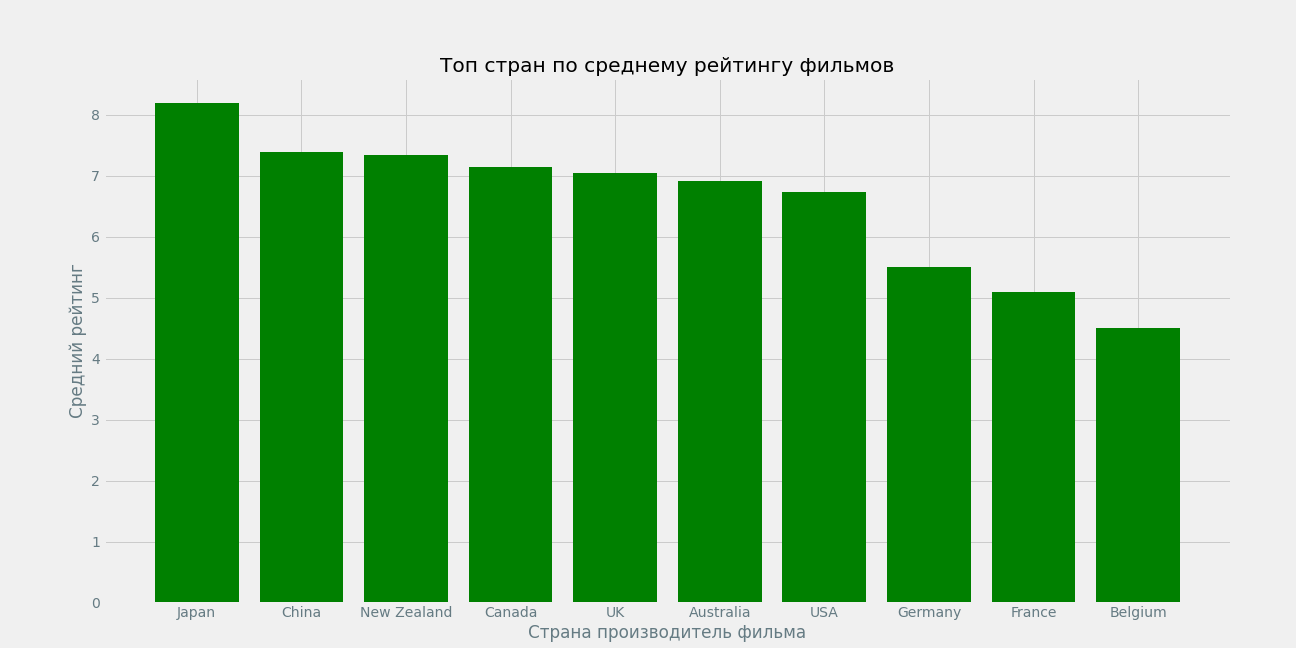 Топ стран по среднему рейтингу фильмов
8
7
6
5
4
3
2
1
0
Средний рейтинг
Japan China New Zealand Canada UK Australia USA Germany France Belgium
Страна производитель фильма